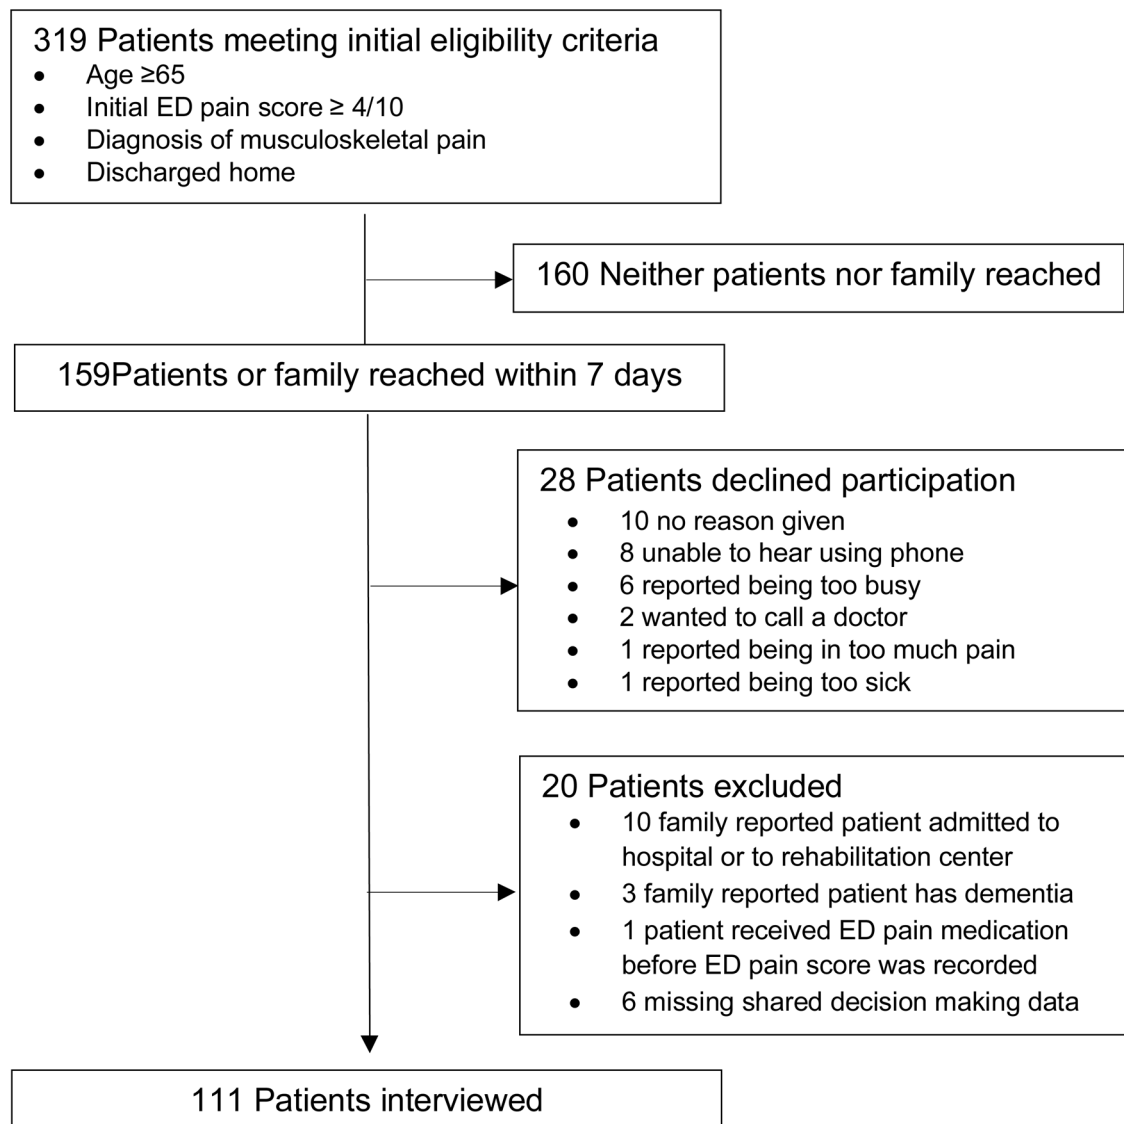 319 Patients meeting initial eligibility criteria
• Age ≥65
• Initial ED pain score ≥ 4/10
• Diagnosis of musculoskeletal pain
• Discharged home
160 Neither patients nor family reached
159Patients or family reached within 7 days
28 Patients declined participation
• 10 no reason given
• 8 unable to hear using phone
• 6 reported being too busy
• 2 wanted to call a doctor
• 1 reported being in too much pain
• 1 reported being too sick
20 Patients excluded
• 10 family reported patient admitted to
hospital or to rehabilitation center
• 3 family reported patient has dementia
• 1 patient received ED pain medication
before ED pain score was recorded
• 6 missing shared decision making data
111 Patients interviewed